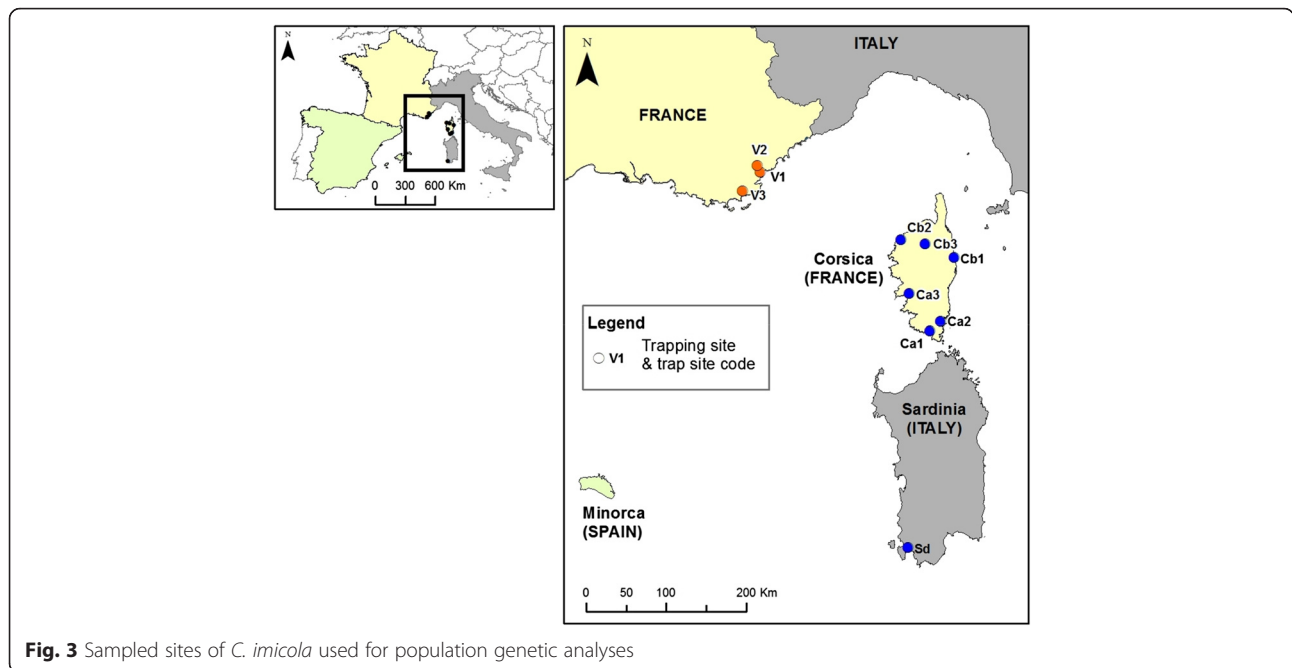 N
0 300 600 Km
N
ITALY
FRANCE
V2
V1
V3
Cb2
Cb3
Cb1
Corsica
(FRANCE)
Ca3
Ca2
Ca1
Legend
V1 Trapping site
& trap site code
Sardinia
(ITALY)
Minorca
(SPAIN)
Sd
0 50 100 200 Km
Fig. 3 Sampled sites of C. imicola used for population genetic analyses